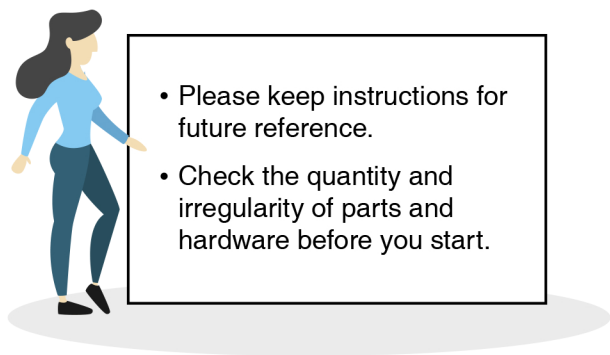 • Please keep instructions for
future reference.
• Check the quantity and
irregularity of parts and
hardware before you start.